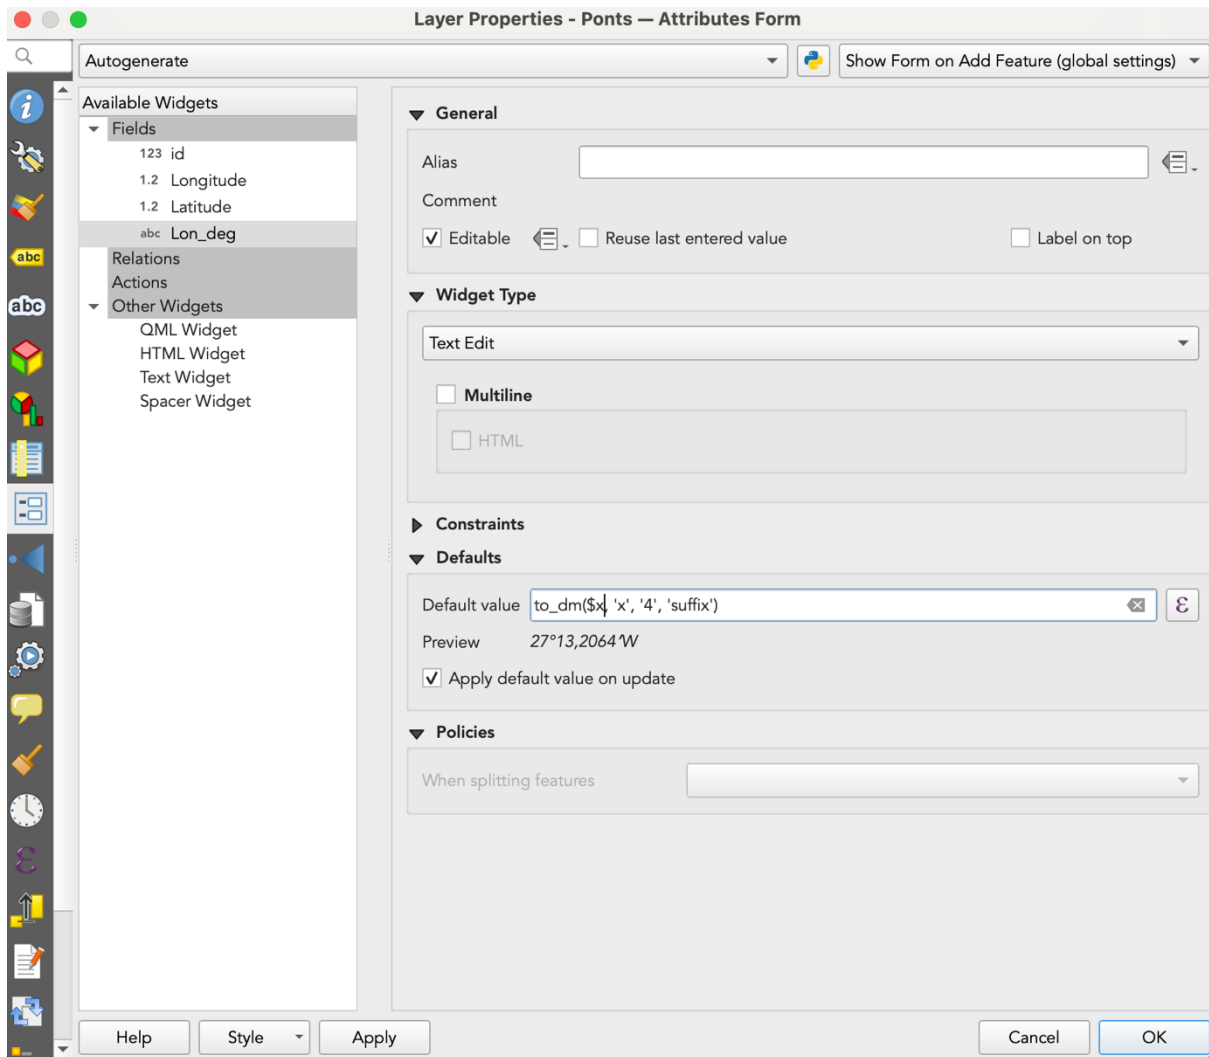 Layer Properties - Ponts — Attributes Form
Autogenerate
Show Form on Add Feature (global settings)
Available Widgets
Fields
123 id
1.2 Longitude
1.2 Latitude
abc Lon_deg
Relations
Actions
Other Widgets
QML Widget
HTML Widget
Text Widget
Spacer Widget
abc
abc
General
Alias
Comment
Editable
Reuse last entered value
Label on top
Widget Type
Text Edit
Multiline
HTML
Constraints
Defaults
Default value to_dm($x, 'x', '4', 'suffix')
ε
Preview 27°13,2064′W
Apply default value on update
Policies
When splitting features
ε
Help
Style
Apply
Cancel
OK